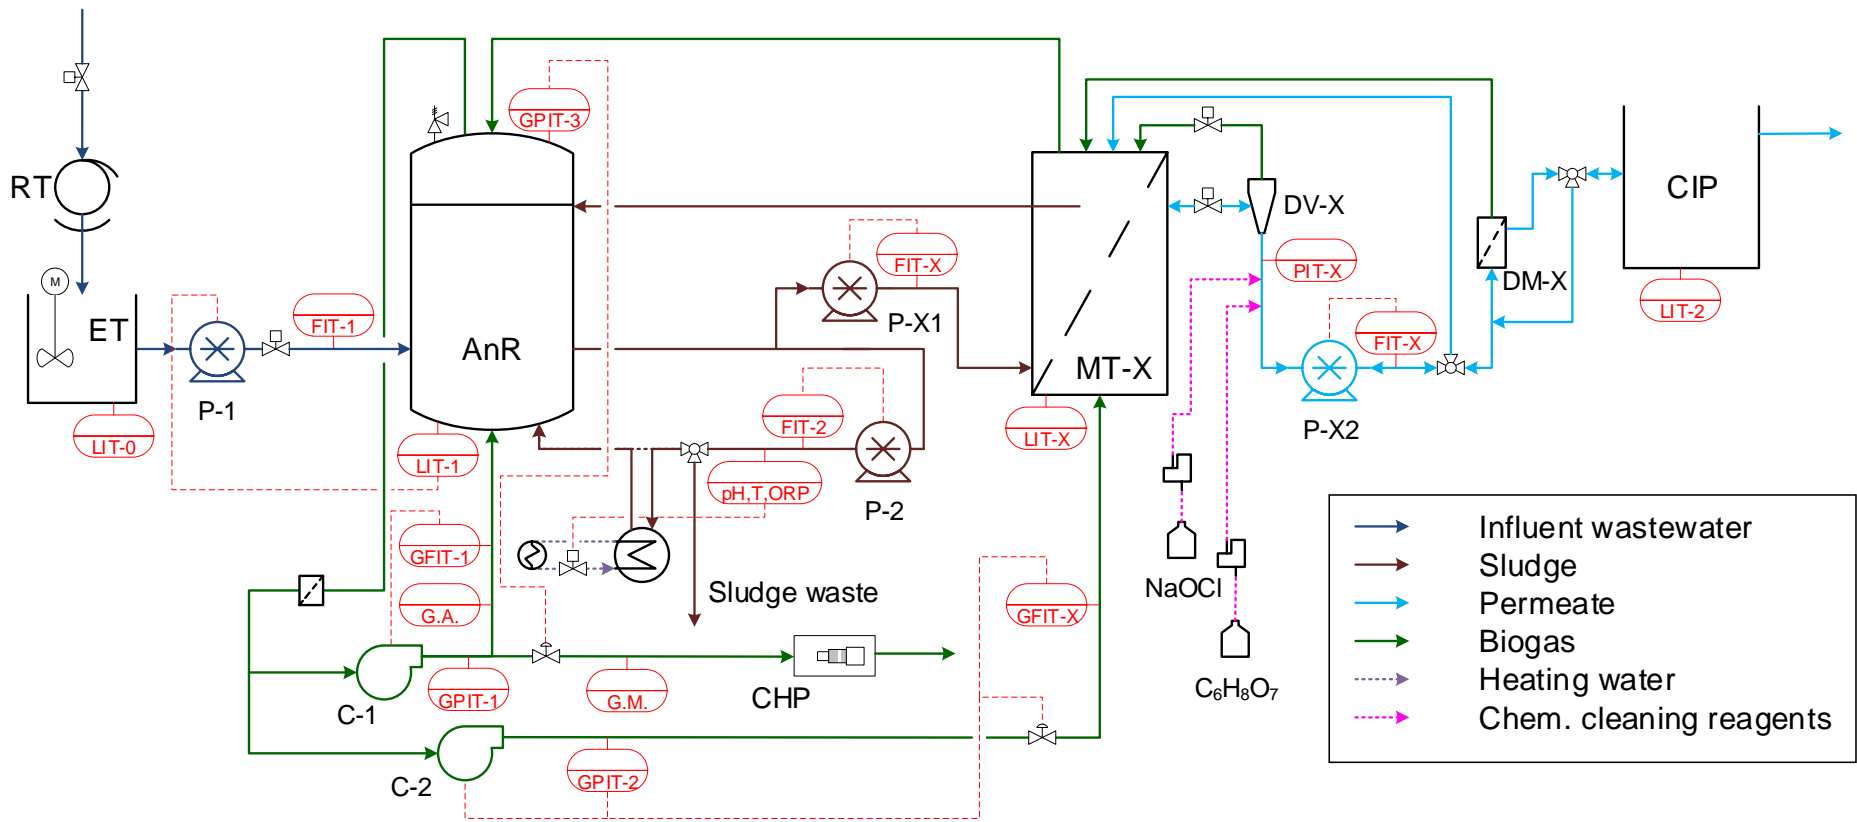 GPIT-3
RT
CIP
DV-X
FIT-X
PIT-X
M
DM-X
LIT-2
ET
FIT-1
P-X1
AnR
MT-X
FIT-X
P-1
FIT-2
LIT-X
P-X2
LIT-0
LIT-1
pH,T,ORP
P-2
GFIT-1
NaOCl
Sludge waste
G.A.
GFIT-X
C₆H₈O₇
GPIT-1
G.M.
CHP
C-1
C-2
GPIT-2
Influent wastewater
Sludge
Permeate
Biogas
Heating water
Chem. cleaning reagents